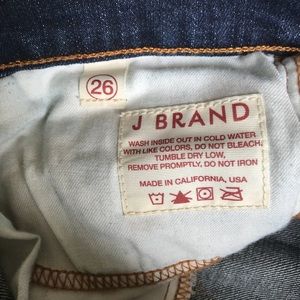 26
J BRAND
WASH INSIDE OUT IN COLD WATER
WITH LIKE COLORS, DO NOT BLEACH,
TUMBLE DRY LOW,
REMOVE PROMPTLY, DO NOT IRON
MADE IN CALIFORNIA, USA